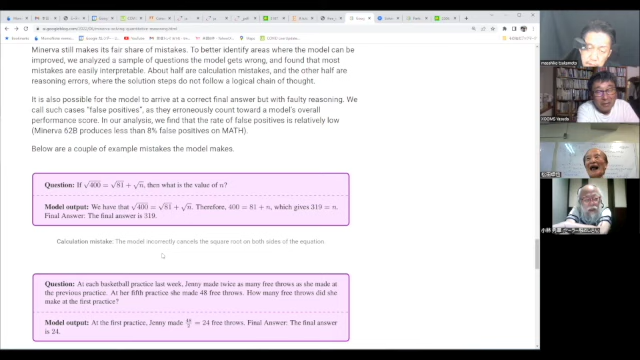 Minerva still makes its fair share of mistakes. To better identify areas where the model can be
improved, we analyzed a sample of questions the model gets wrong, and found that most
mistakes are easily interpretable. About half are calculation mistakes, and the other half are
reasoning errors, where the solution steps do not follow a logical chain of thought.
It is also possible for the model to arrive at a correct final answer but with faulty reasoning. We
call such cases "false positives", as they erroneously count toward a model's overall
performance score. In our analysis, we find that the rate of false positives is relatively low
(Minerva 62B produces less than 8% false positives on MATH).
Below are a couple of example mistakes the model makes.
Question: If √400 = √81 + √n, then what is the value of n?
Model output: We have that √400 = √81 + √n. Therefore, 400 = 81 + n, which gives 319 = n.
Final Answer: The final answer is 319.
Calculation mistake: The model incorrectly cancels the square root on both sides of the equation
Question: At each basketball practice last week, Jenny made twice as many free throws as she made at
the previous practice. At her fifth practice she made 48 free throws. How many free throws did she
make at the first practice?
Model output: At the first practice, Jenny made 48/2 = 24 free throws. Final Answer: The final answer
is 24.